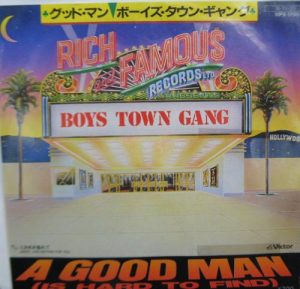 グッド・マン/ボーイズ・タウン・ギャング
RICH
FAMOUS
RECORDS LTD
BOYS TOWN GANG
HOLLYWOOD
Victor
A GOOD MAN
(IS HARD TO FIND)